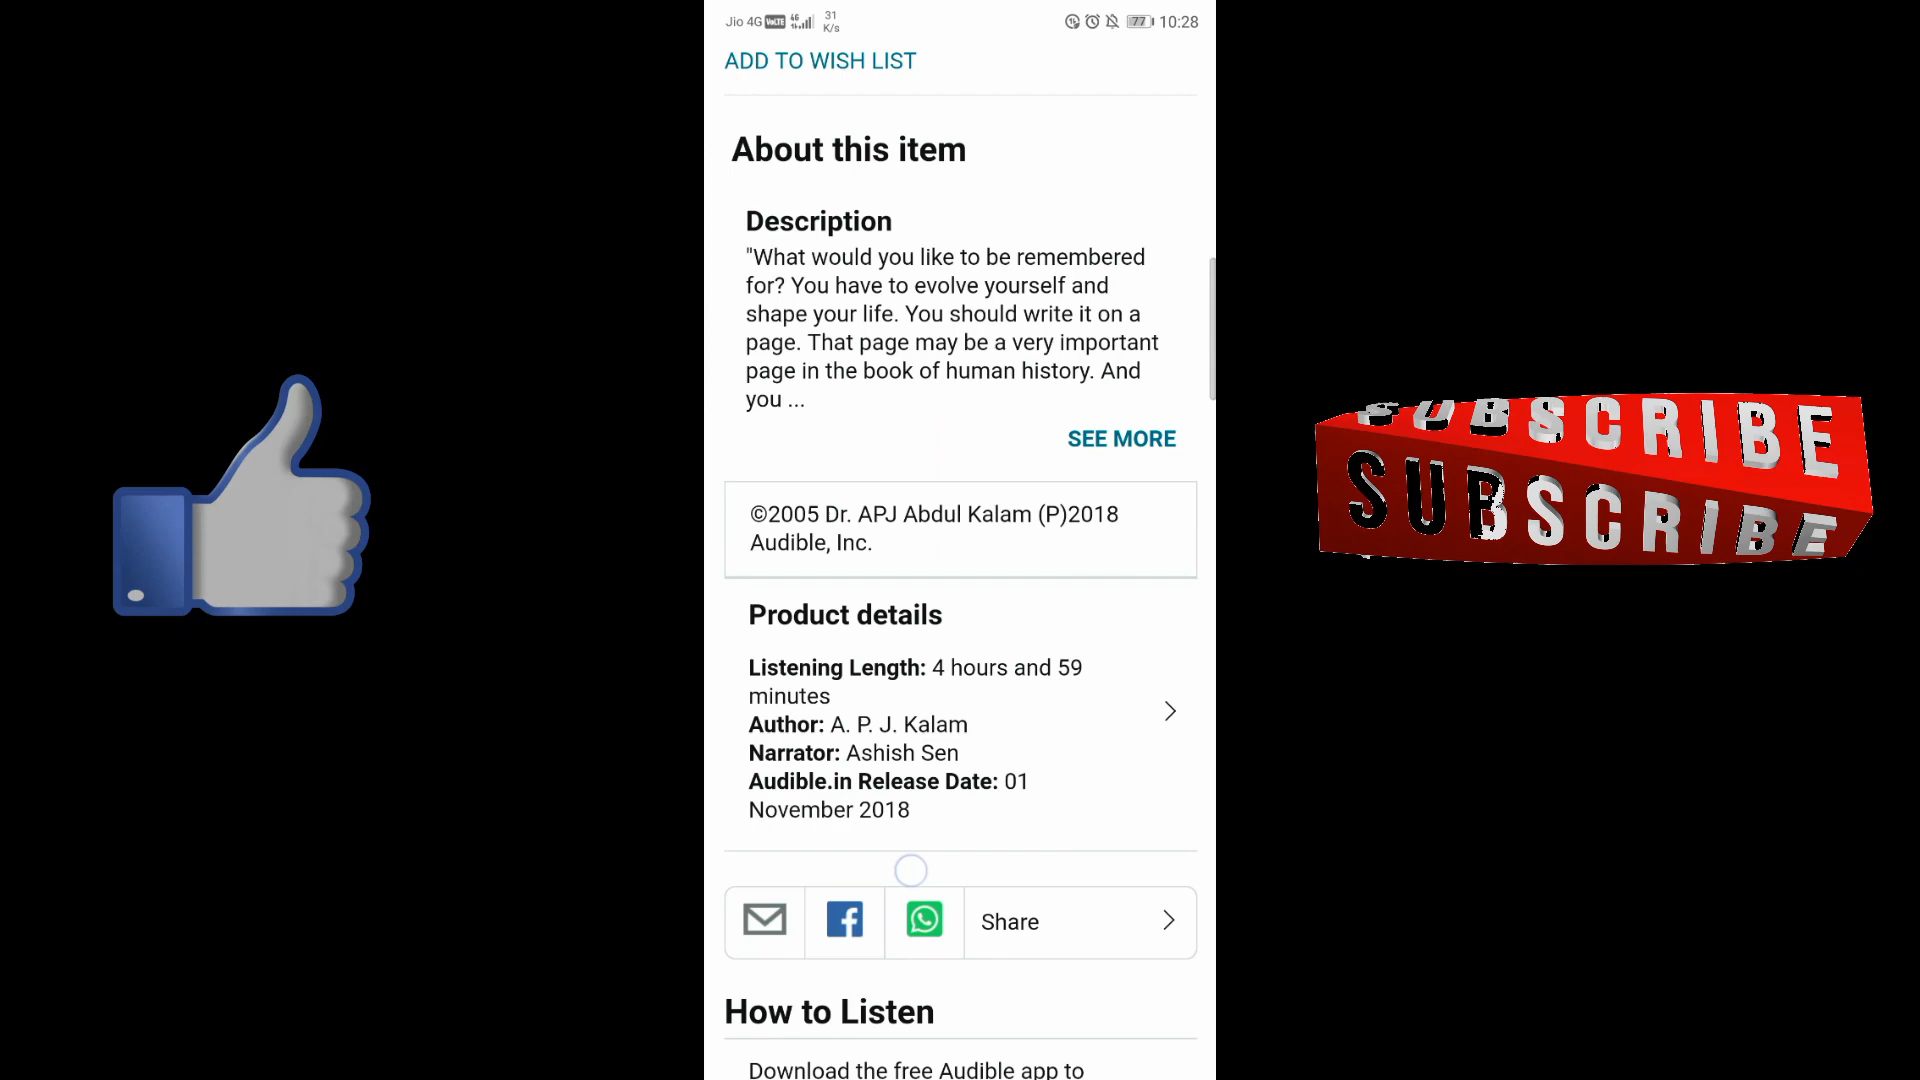 Jio 4G VoLTE 4G 31 K/s 77 10:28
ADD TO WISH LIST
About this item
Description
"What would you like to be remembered
for? You have to evolve yourself and
shape your life. You should write it on a
page. That page may be a very important
page in the book of human history. And
you ...
SEE MORE
©2005 Dr. APJ Abdul Kalam (P)2018
Audible, Inc.
Product details
Listening Length: 4 hours and 59
minutes
Author: A. P. J. Kalam
Narrator: Ashish Sen
Audible.in Release Date: 01
November 2018
Share
How to Listen
Download the free Audible app to
SUBSCRIBE
SUBSCRIBE